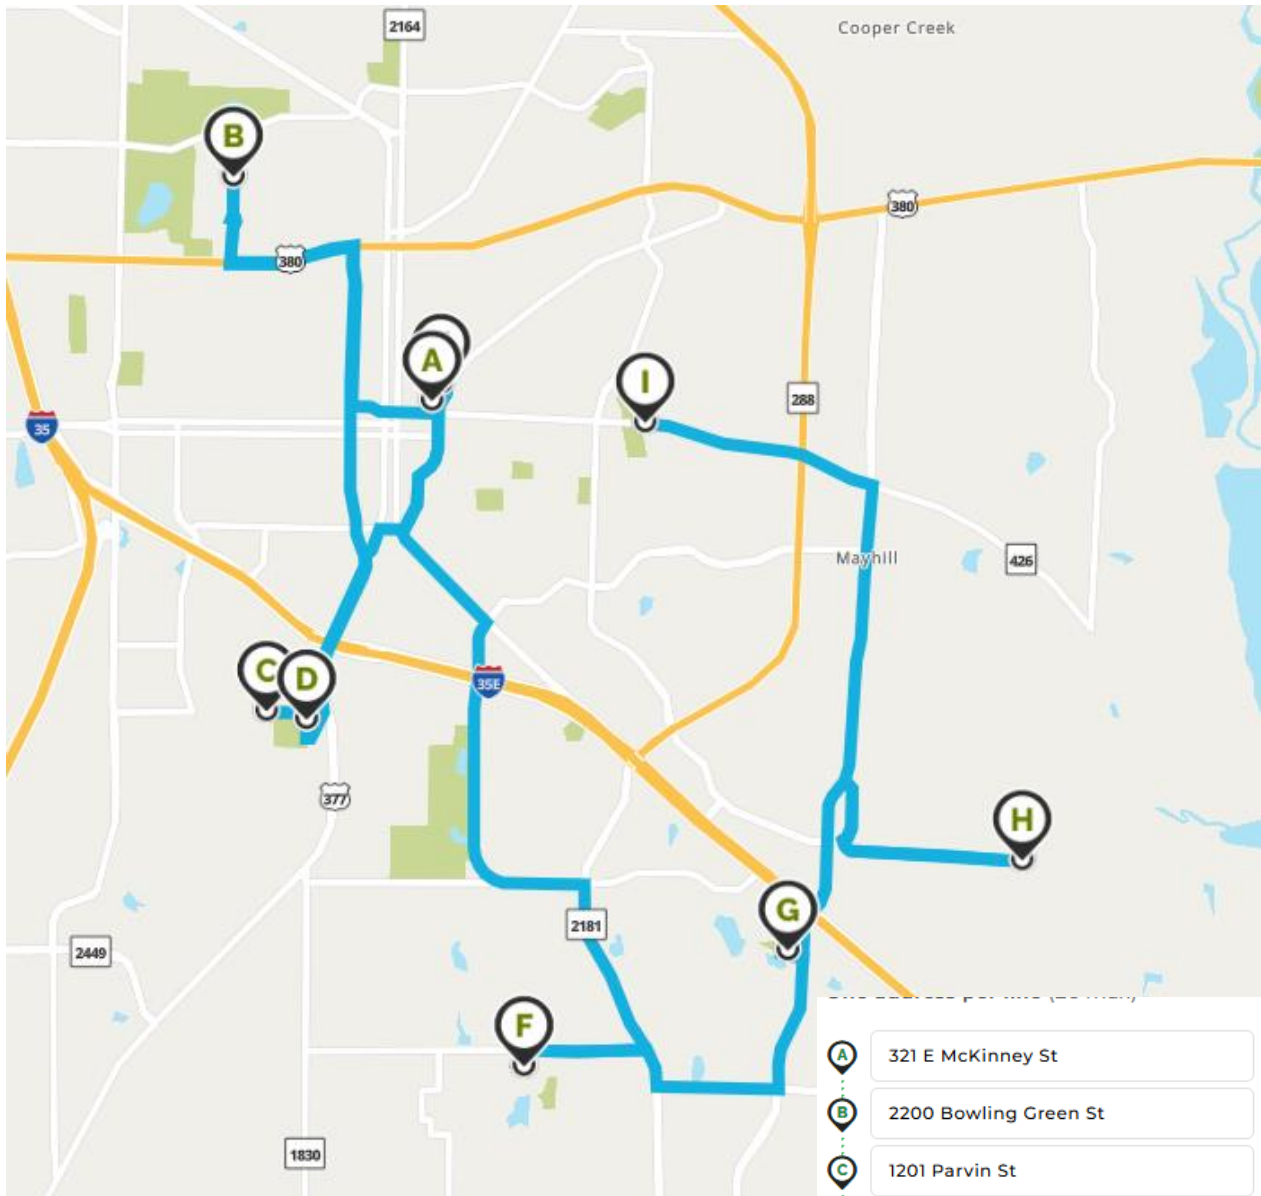 2164
Cooper Creek
B
380
380
A
I
288
35
Mayhill
426
C
D
35E
377
H
G
2181
2449
F
1830
A
321 E McKinney St
B
2200 Bowling Green St
C
1201 Parvin St